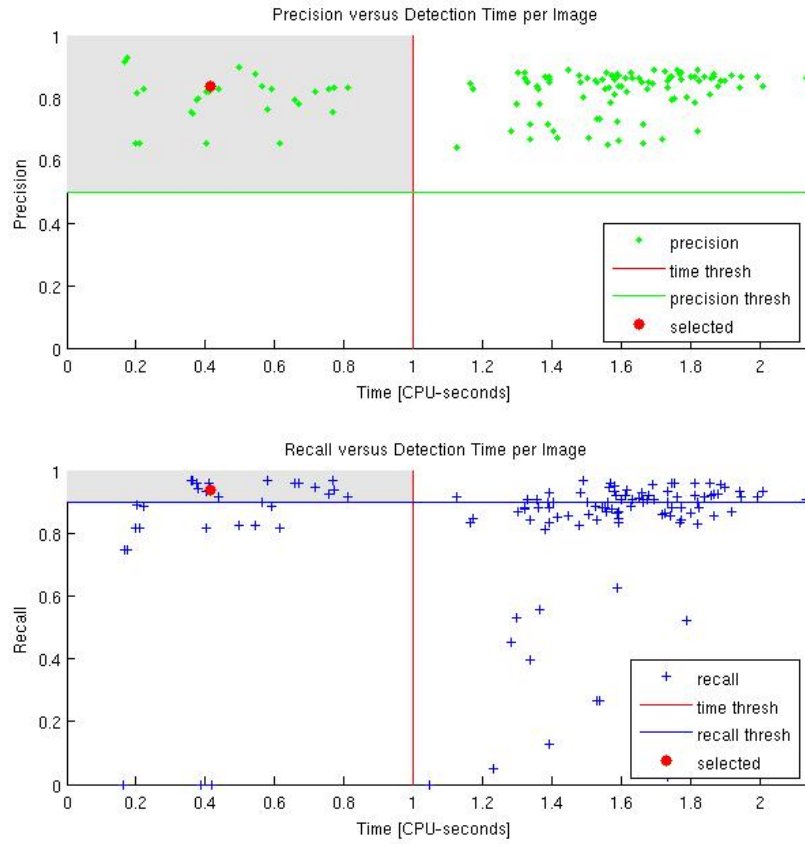 Precision versus Detection Time per Image
1
0.8
0.6
0.4
0.2
0
Precision
precision
time thresh
precision thresh
selected
0 0.2 0.4 0.6 0.8 1 1.2 1.4 1.6 1.8 2
Time [CPU-seconds]
Recall versus Detection Time per Image
1
0.8
0.6
0.4
0.2
0
Recall
recall
time thresh
recall thresh
selected
0 0.2 0.4 0.6 0.8 1 1.2 1.4 1.6 1.8 2
Time [CPU-seconds]